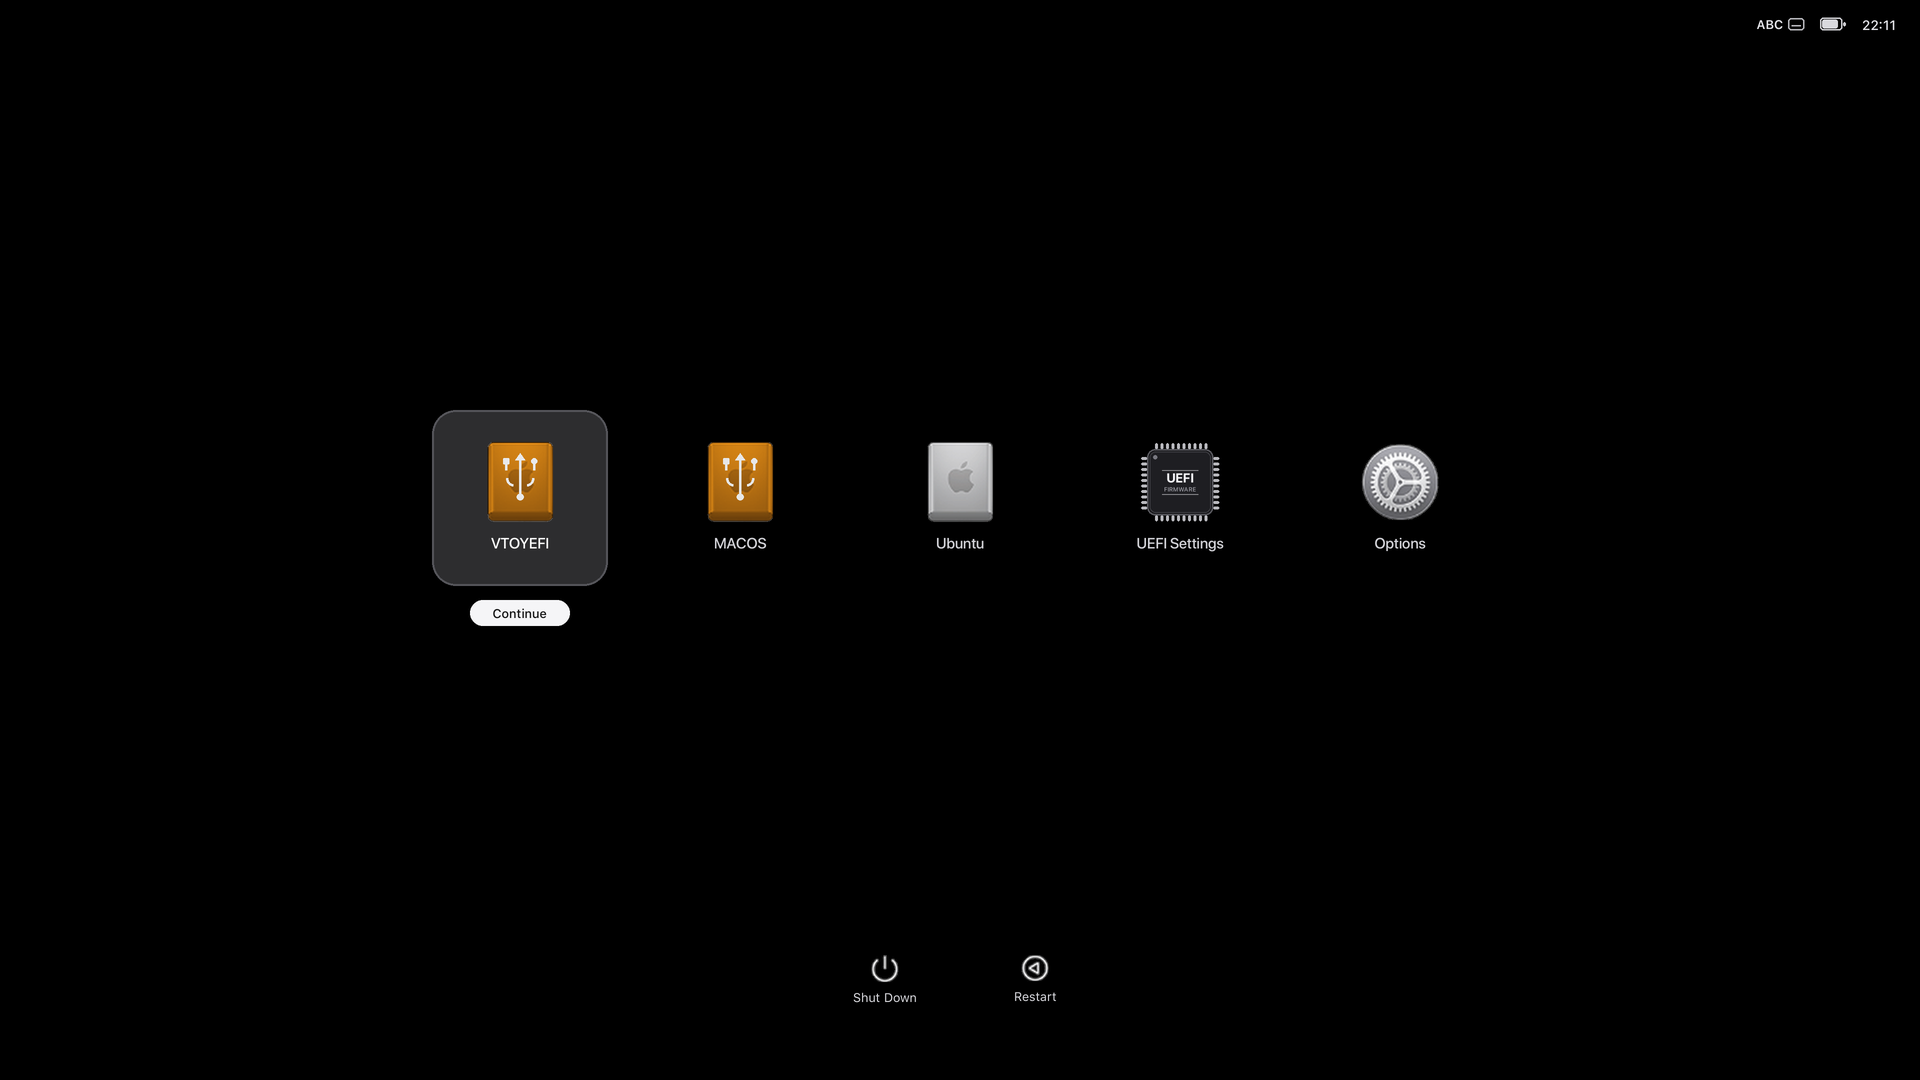 ABC 22:11
UEFI
FIRMWARE
VTOYEFI MACOS Ubuntu UEFI Settings Options
Continue
Shut Down Restart